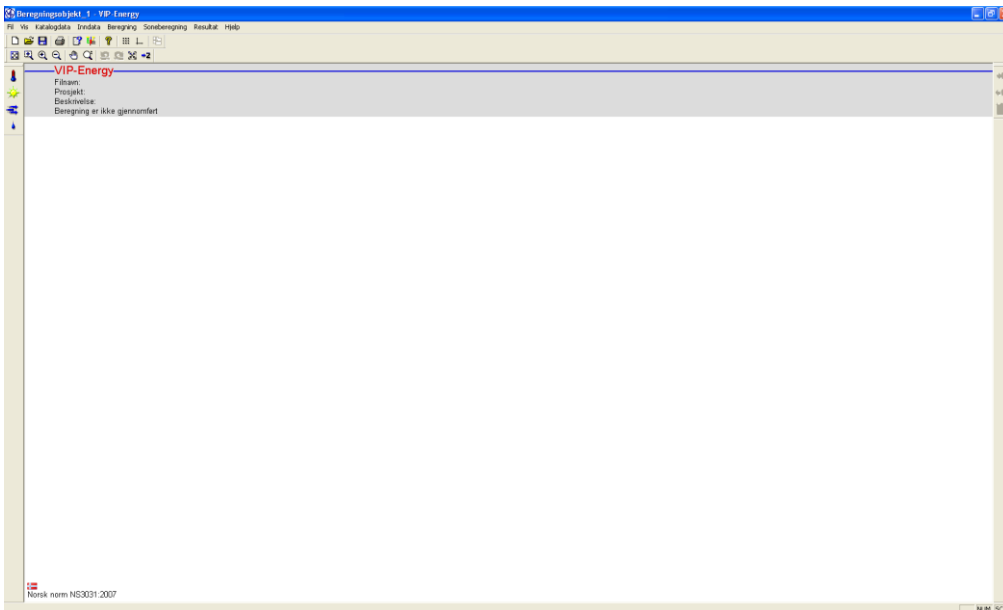 Beregningsobjekt_1 - VIP-Energy
Fil Vis Katalogdata Inndata Beregning Soneberegning Resultat Hjelp
VIP-Energy
Filnavn:
Prosjekt:
Beskrivelse:
Beregning er ikke gjennomført
Norsk norm NS3031:2007
NUM